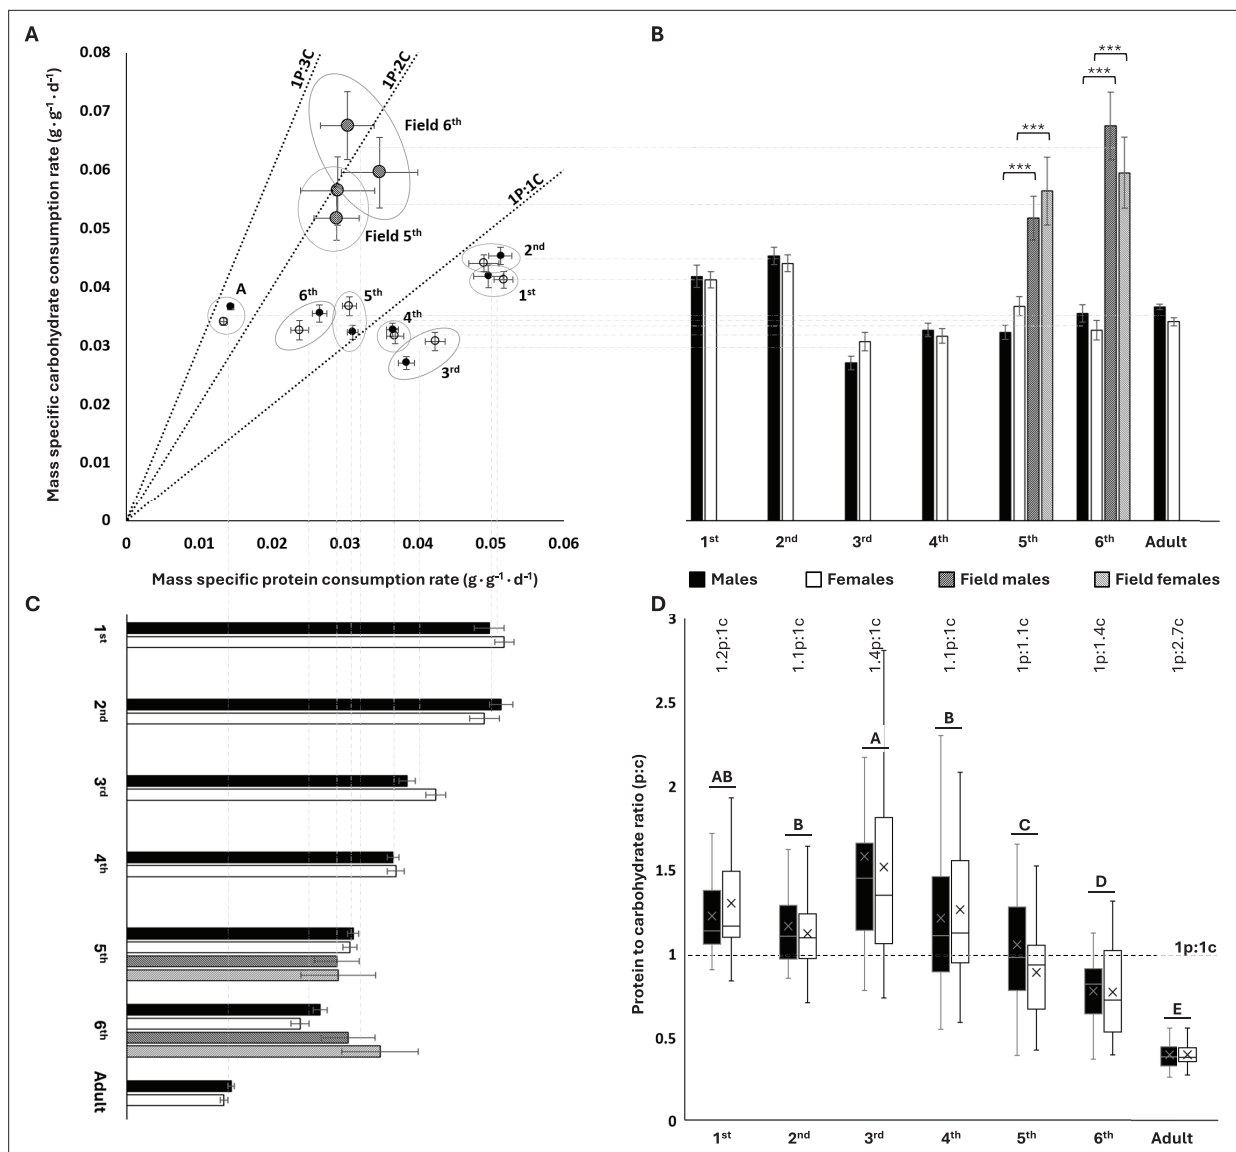 A
B
0.08
0.07
0.06
0.05
0.04
0.03
0.02
0.01
0
Mass specific carbohydrate consumption rate (g·g⁻¹·d⁻¹)
1P:3C
1P:2C
1P:1C
Field 6th
Field 5th
2nd
1st
A
6th
5th
4th
3rd
0 0.01 0.02 0.03 0.04 0.05 0.06
Mass specific protein consumption rate (g·g⁻¹·d⁻¹)
***
***
***
***
1st 2nd 3rd 4th 5th 6th Adult
Males Females Field males Field females
C
1st
2nd
3rd
4th
5th
6th
Adult
D
3
2.5
2
1.5
1
0.5
0
Protein to carbohydrate ratio (p:c)
1.2p:1c
1.1p:1c
1.4p:1c
1.1p:1c
1p:1.1c
1p:1.4c
1p:2.7c
AB
B
A
B
C
D
E
1p:1c
1st 2nd 3rd 4th 5th 6th Adult